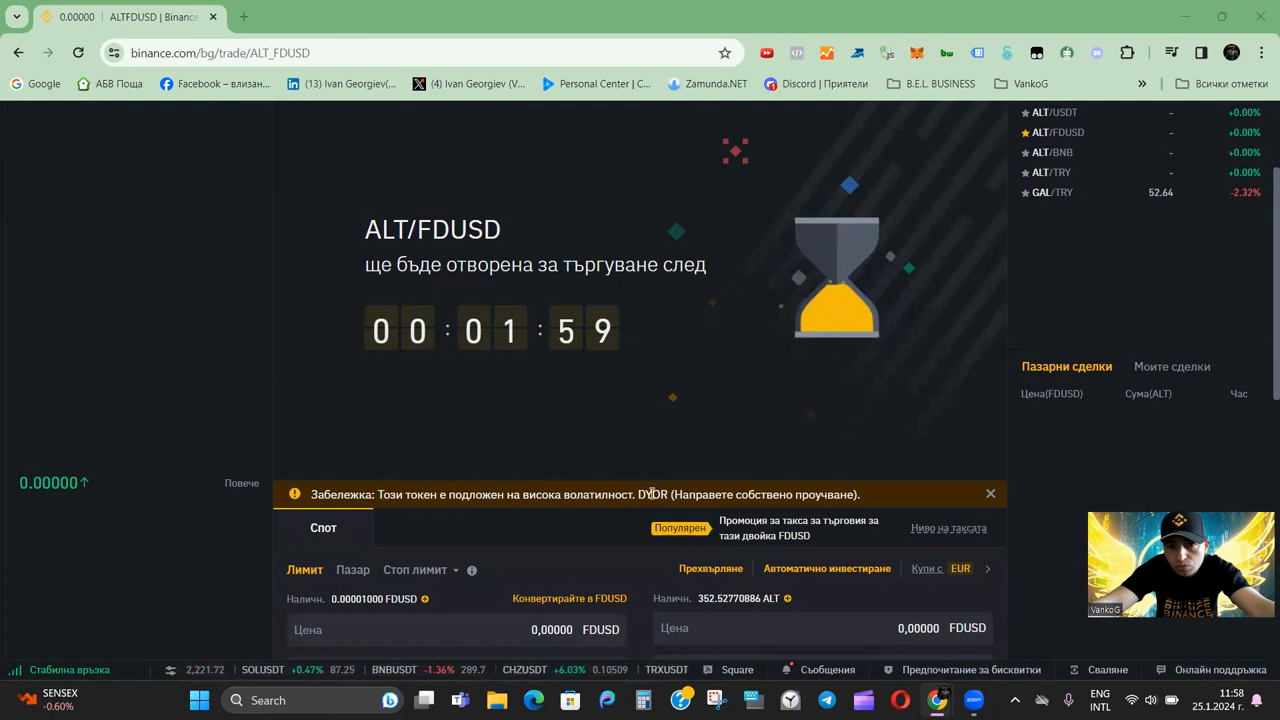 0.00000 | ALTFDUSD | Binance
binance.com/bg/trade/ALT_FDUSD
Google
АБВ Поща
Facebook – влизан...
(13) Ivan Georgiev(...
(4) Ivan Georgiev (V...
Personal Center | C...
Zamunda.NET
Discord | Приятели
B.E.L. BUSINESS
VankoG
Всички отметки
ALT/USDT - +0.00%
ALT/FDUSD - +0.00%
ALT/BNB - +0.00%
ALT/TRY - +0.00%
GAL/TRY 52.64 -2.32%
ALT/FDUSD
ще бъде отворена за търгуване след
00 : 01 : 59
Пазарни сделки Моите сделки
Цена(FDUSD) Сума(ALT) Час
0.00000↑ Повече
Забележка: Този токен е подложен на висока волатилност. DYOR (Направете собствено проучване).
Спот
Популярен
Промоция за такса за търговия за
тази двойка FDUSD
Ниво на таксата
Лимит Пазар Стоп лимит
Прехвърляне Автоматично инвестиране Купи с EUR
Наличн. 0.00001000 FDUSD Конвертирайте в FDUSD
Наличн. 352.52770886 ALT
Цена 0,00000 FDUSD
Цена 0,00000 FDUSD
VankoG
BINANCE
Стабилна връзка
2,221.72 SOLUSDT +0.47% 87.25 BNBUSDT -1.36% 289.7 CHZUSDT +6.03% 0.10509 TRXUSDT
Square Съобщения Предпочитание за бисквитки Сваляне Онлайн поддръжка
SENSEX
-0.60%
Search
zoom
ENG
INTL
11:58
25.1.2024 г.